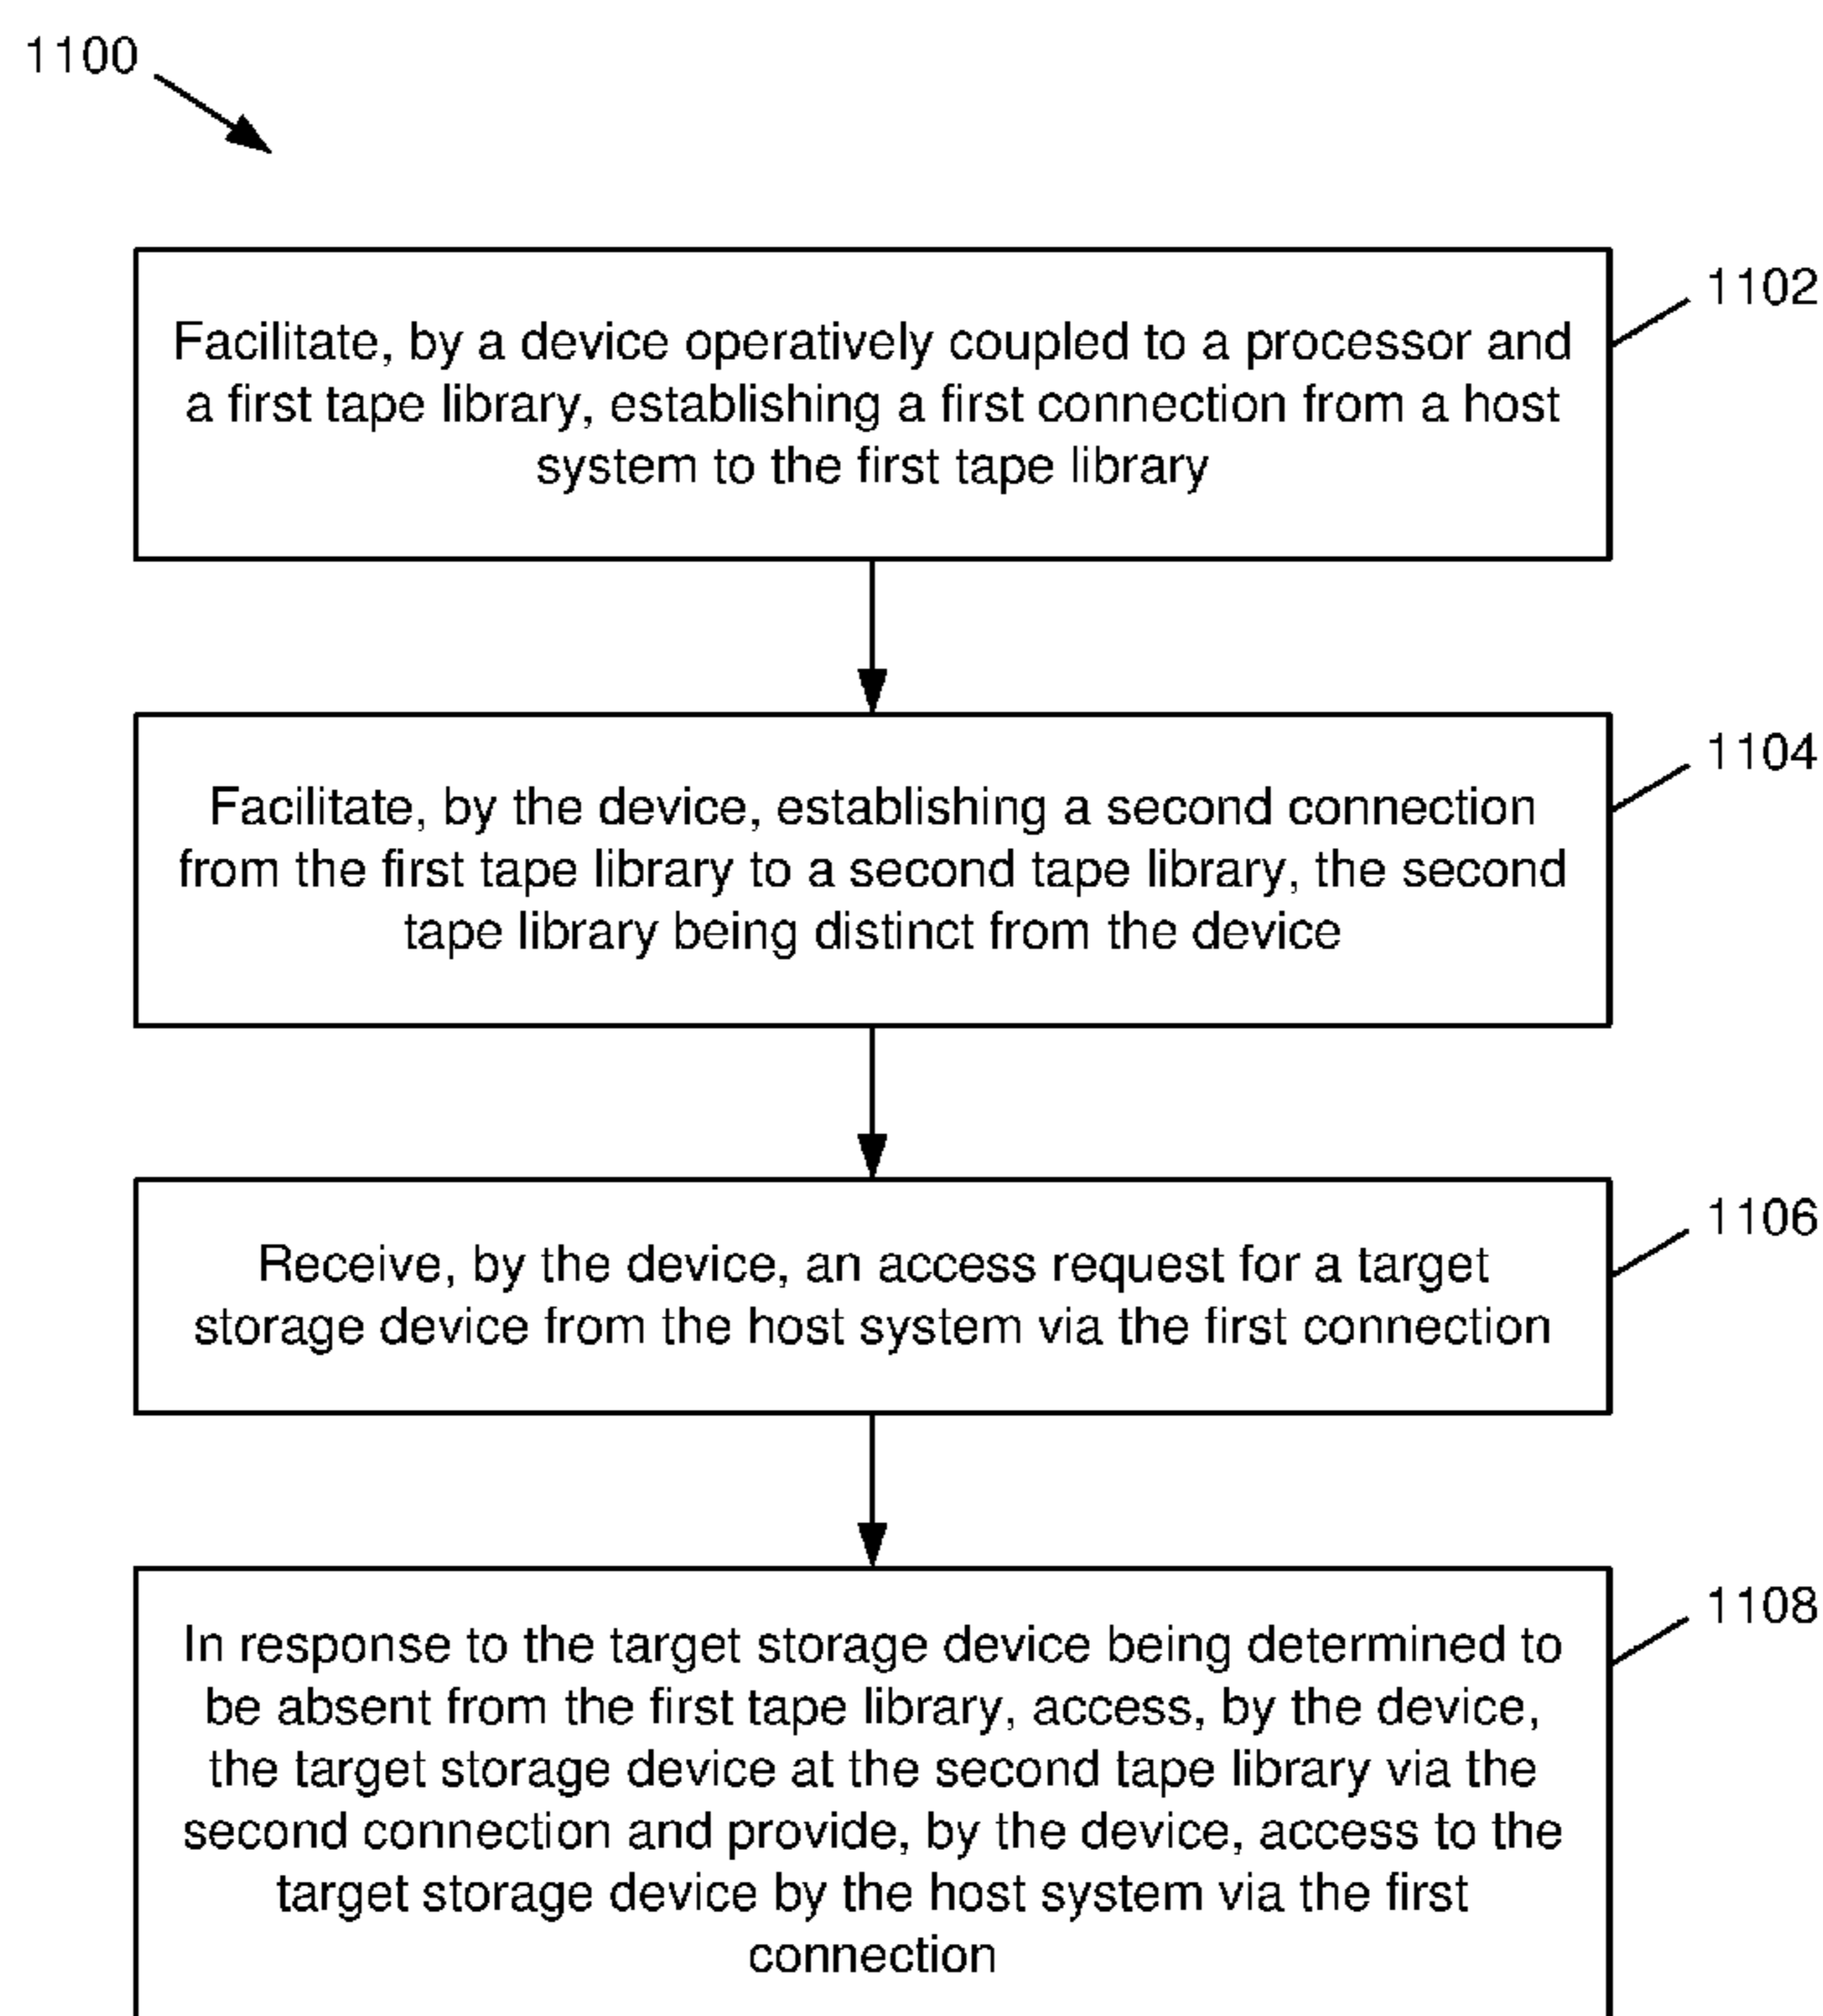 1100
1102
Facilitate, by a device operatively coupled to a processor and
a first tape library, establishing a first connection from a host
system to the first tape library
1104
Facilitate, by the device, establishing a second connection
from the first tape library to a second tape library, the second
tape library being distinct from the device
1106
Receive, by the device, an access request for a target
storage device from the host system via the first connection
1108
In response to the target storage device being determined to
be absent from the first tape library, access, by the device,
the target storage device at the second tape library via the
second connection and provide, by the device, access to the
target storage device by the host system via the first
connection